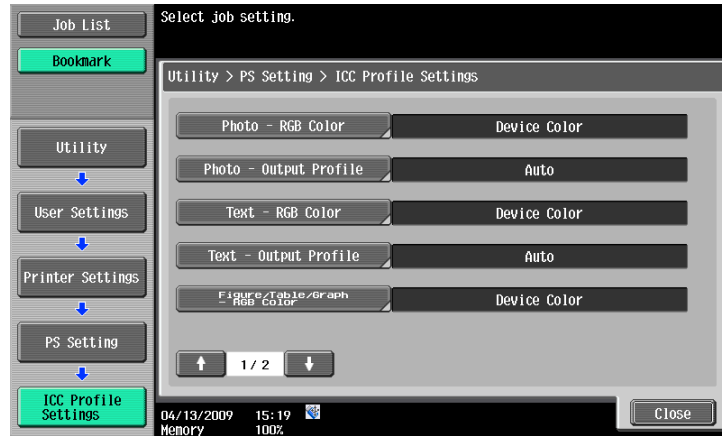 Job List
Bookmark
Utility
User Settings
Printer Settings
PS Setting
ICC Profile
Settings
Select job setting.
Utility > PS Setting > ICC Profile Settings
Photo - RGB Color
Device Color
Photo - Output Profile
Auto
Text - RGB Color
Device Color
Text - Output Profile
Auto
Figure/Table/Graph
- RGB Color
Device Color
1/ 2
04/13/2009 15:19
Memory 100%
Close